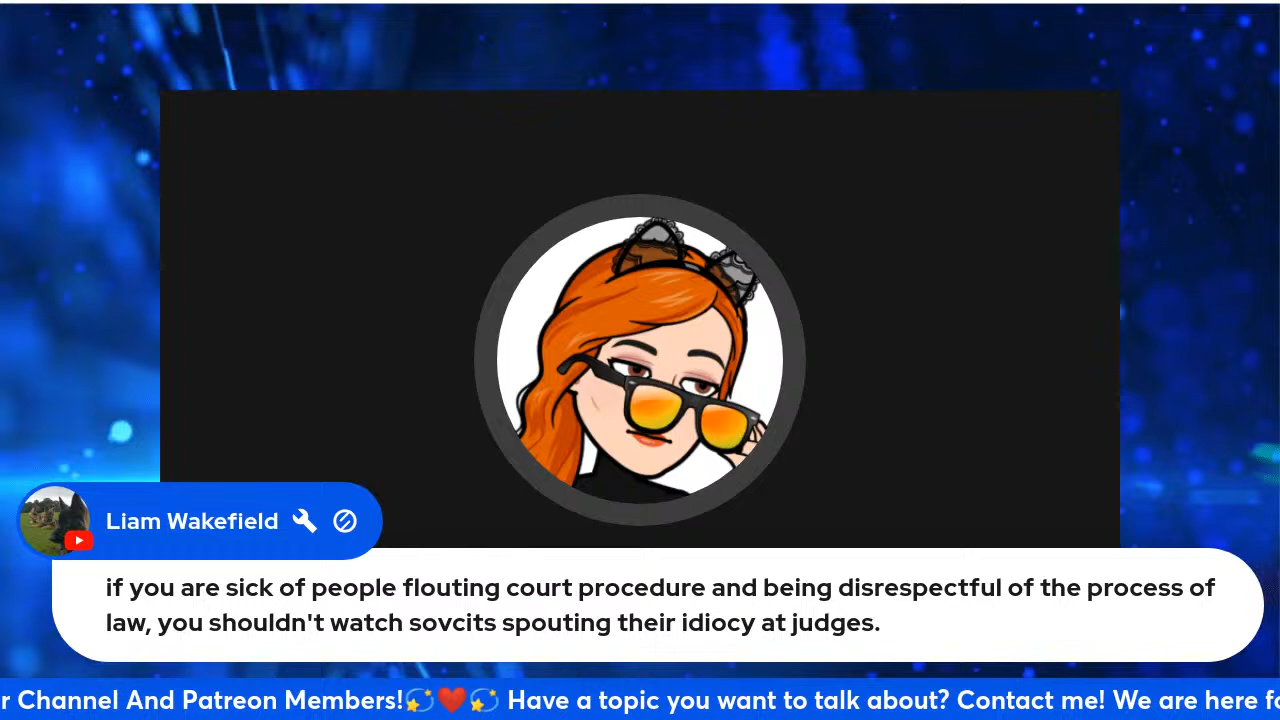 Liam Wakefield
if you are sick of people flouting court procedure and being disrespectful of the process of
law, you shouldn't watch sovcits spouting their idiocy at judges.
r Channel And Patreon Members!💫❤️💫 Have a topic you want to talk about? Contact me! We are here fo